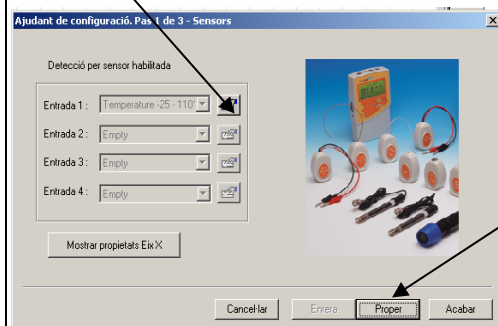 Ajudant de configuració. Pas 1 de 3 - Sensors
Detecció per sensor habilitada
Entrada 1 : Temperature -25 - 110°
Entrada 2 : Empty
Entrada 3 : Empty
Entrada 4 : Empty
Mostrar propietats Eix X
Cancel·lar Enrera Proper Acabar